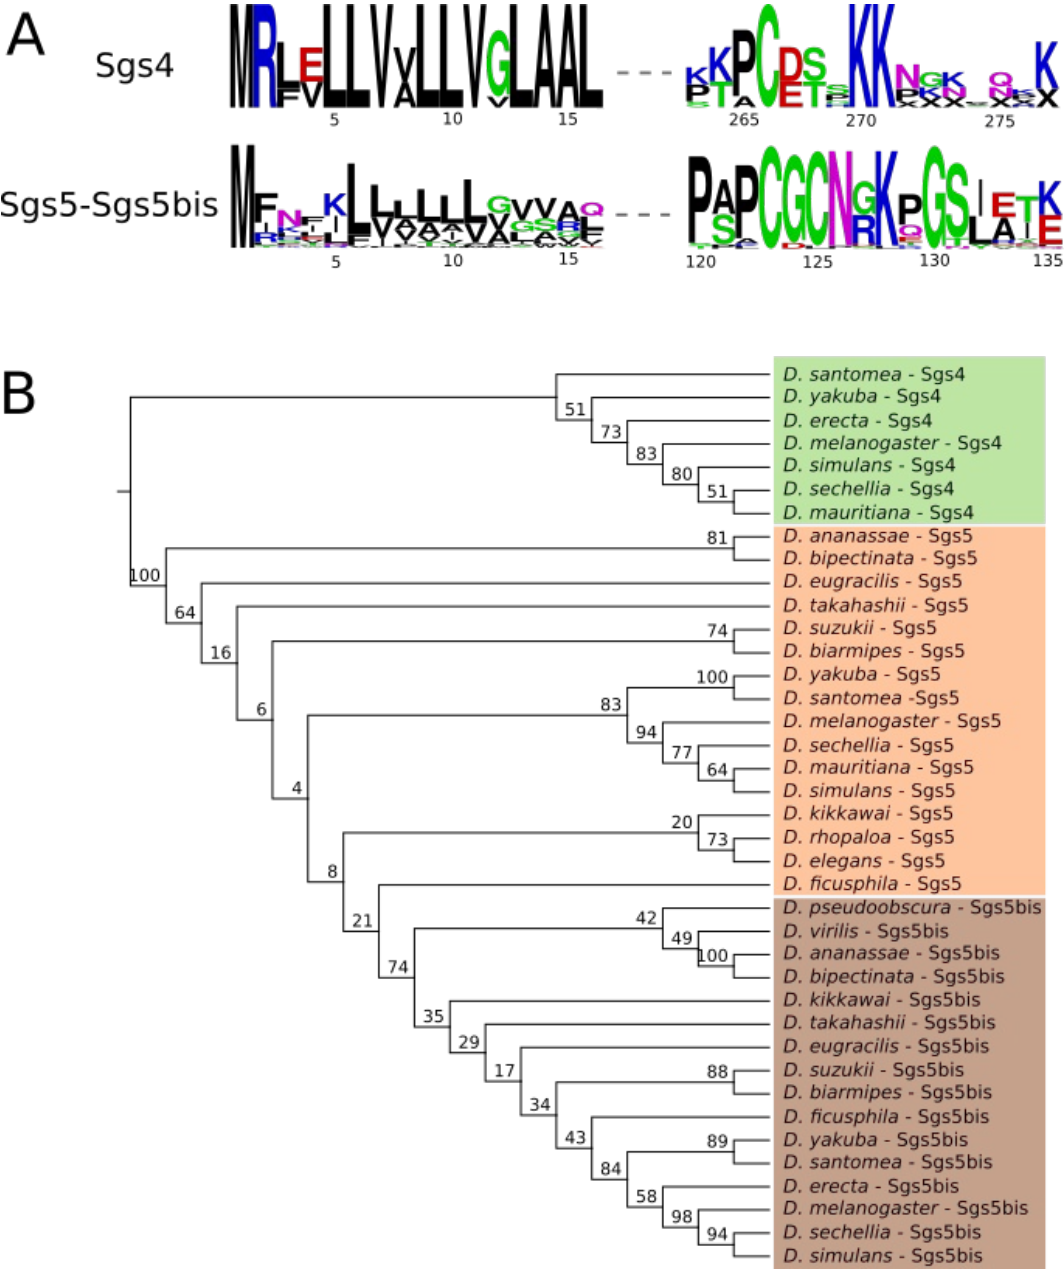 A
Sgs4
5 10 15 265 270 275
Sgs5-Sgs5bis
5 10 15 120 125 130 135
B
D. santomea - Sgs4
51
D. yakuba - Sgs4
73
D. erecta - Sgs4
83
D. melanogaster - Sgs4
80
D. simulans - Sgs4
51
D. sechellia - Sgs4
D. mauritiana - Sgs4
81
D. ananassae - Sgs5
D. bipectinata - Sgs5
100
D. eugracilis - Sgs5
64
D. takahashii - Sgs5
16
74
D. suzukii - Sgs5
D. biarmipes - Sgs5
6
100
D. yakuba - Sgs5
D. santomea -Sgs5
83
D. melanogaster - Sgs5
94
D. sechellia - Sgs5
77
D. mauritiana - Sgs5
64
D. simulans - Sgs5
4
D. kikkawai - Sgs5
20
D. rhopaloa - Sgs5
73
D. elegans - Sgs5
8
D. ficusphila - Sgs5
21
D. pseudoobscura - Sgs5bis
42
D. virilis - Sgs5bis
49
D. ananassae - Sgs5bis
100
D. bipectinata - Sgs5bis
74
D. kikkawai - Sgs5bis
35
D. takahashii - Sgs5bis
29
D. eugracilis - Sgs5bis
17
88
D. suzukii - Sgs5bis
D. biarmipes - Sgs5bis
34
D. ficusphila - Sgs5bis
43
89
D. yakuba - Sgs5bis
D. santomea - Sgs5bis
84
D. erecta - Sgs5bis
58
D. melanogaster - Sgs5bis
98
D. sechellia - Sgs5bis
94
D. simulans - Sgs5bis